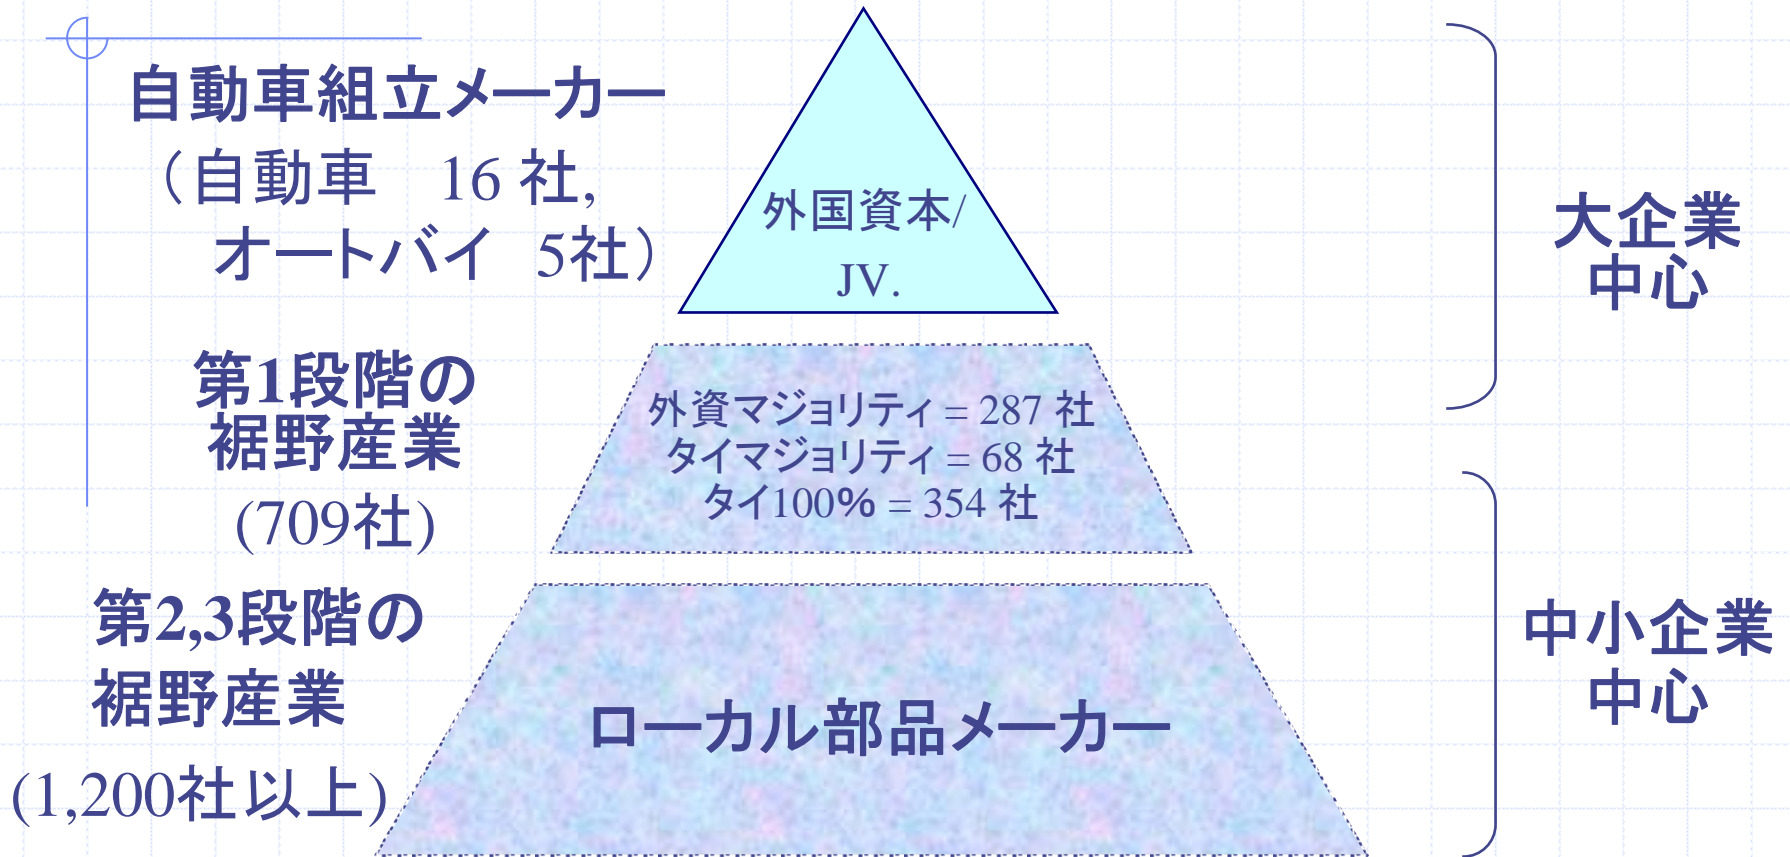 自動車組立メーカー
（自動車　16 社,
オートバイ 5社）
外国資本/
JV.
大企業
中心
第1段階の
裾野産業
(709社)
外資マジョリティ = 287 社
タイマジョリティ = 68 社
タイ100% = 354 社
第2,3段階の
裾野産業
(1,200社以上)
ローカル部品メーカー
中小企業
中心